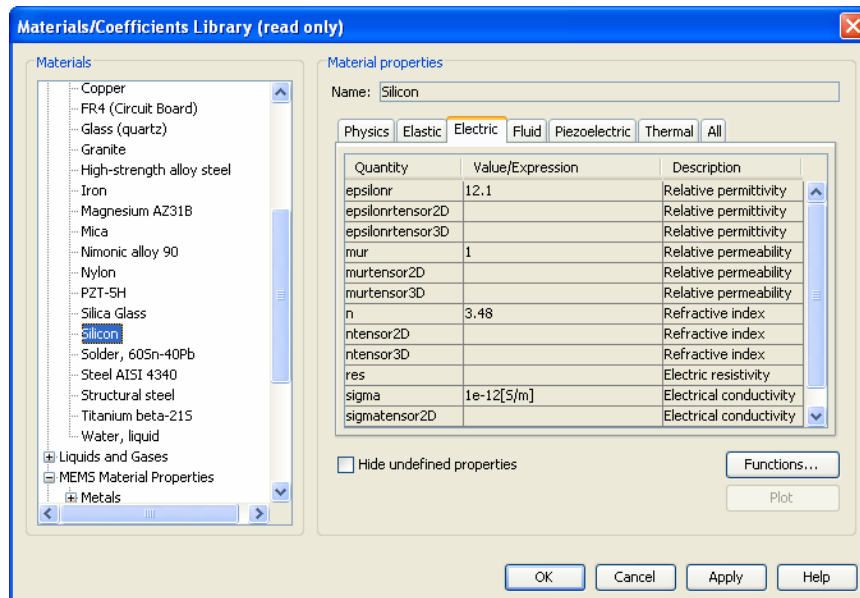 Materials/Coefficients Library (read only)
Materials
Copper
FR4 (Circuit Board)
Glass (quartz)
Granite
High-strength alloy steel
Iron
Magnesium AZ31B
Mica
Nimonic alloy 90
Nylon
PZT-5H
Silica Glass
Silicon
Solder, 60Sn-40Pb
Steel AISI 4340
Structural steel
Titanium beta-21S
Water, liquid
Liquids and Gases
MEMS Material Properties
Metals
Material properties
Name: Silicon
Physics Elastic Electric Fluid Piezoelectric Thermal All
Quantity Value/Expression Description
epsilonr 12.1 Relative permittivity
epsilonrtensor2D Relative permittivity
epsilonrtensor3D Relative permittivity
mur 1 Relative permeability
murtensor2D Relative permeability
murtensor3D Relative permeability
n 3.48 Refractive index
ntensor2D Refractive index
ntensor3D Refractive index
res Electric resistivity
sigma 1e-12[S/m] Electrical conductivity
sigmatensor2D Electrical conductivity
Hide undefined properties
Functions...
Plot
OK Cancel Apply Help